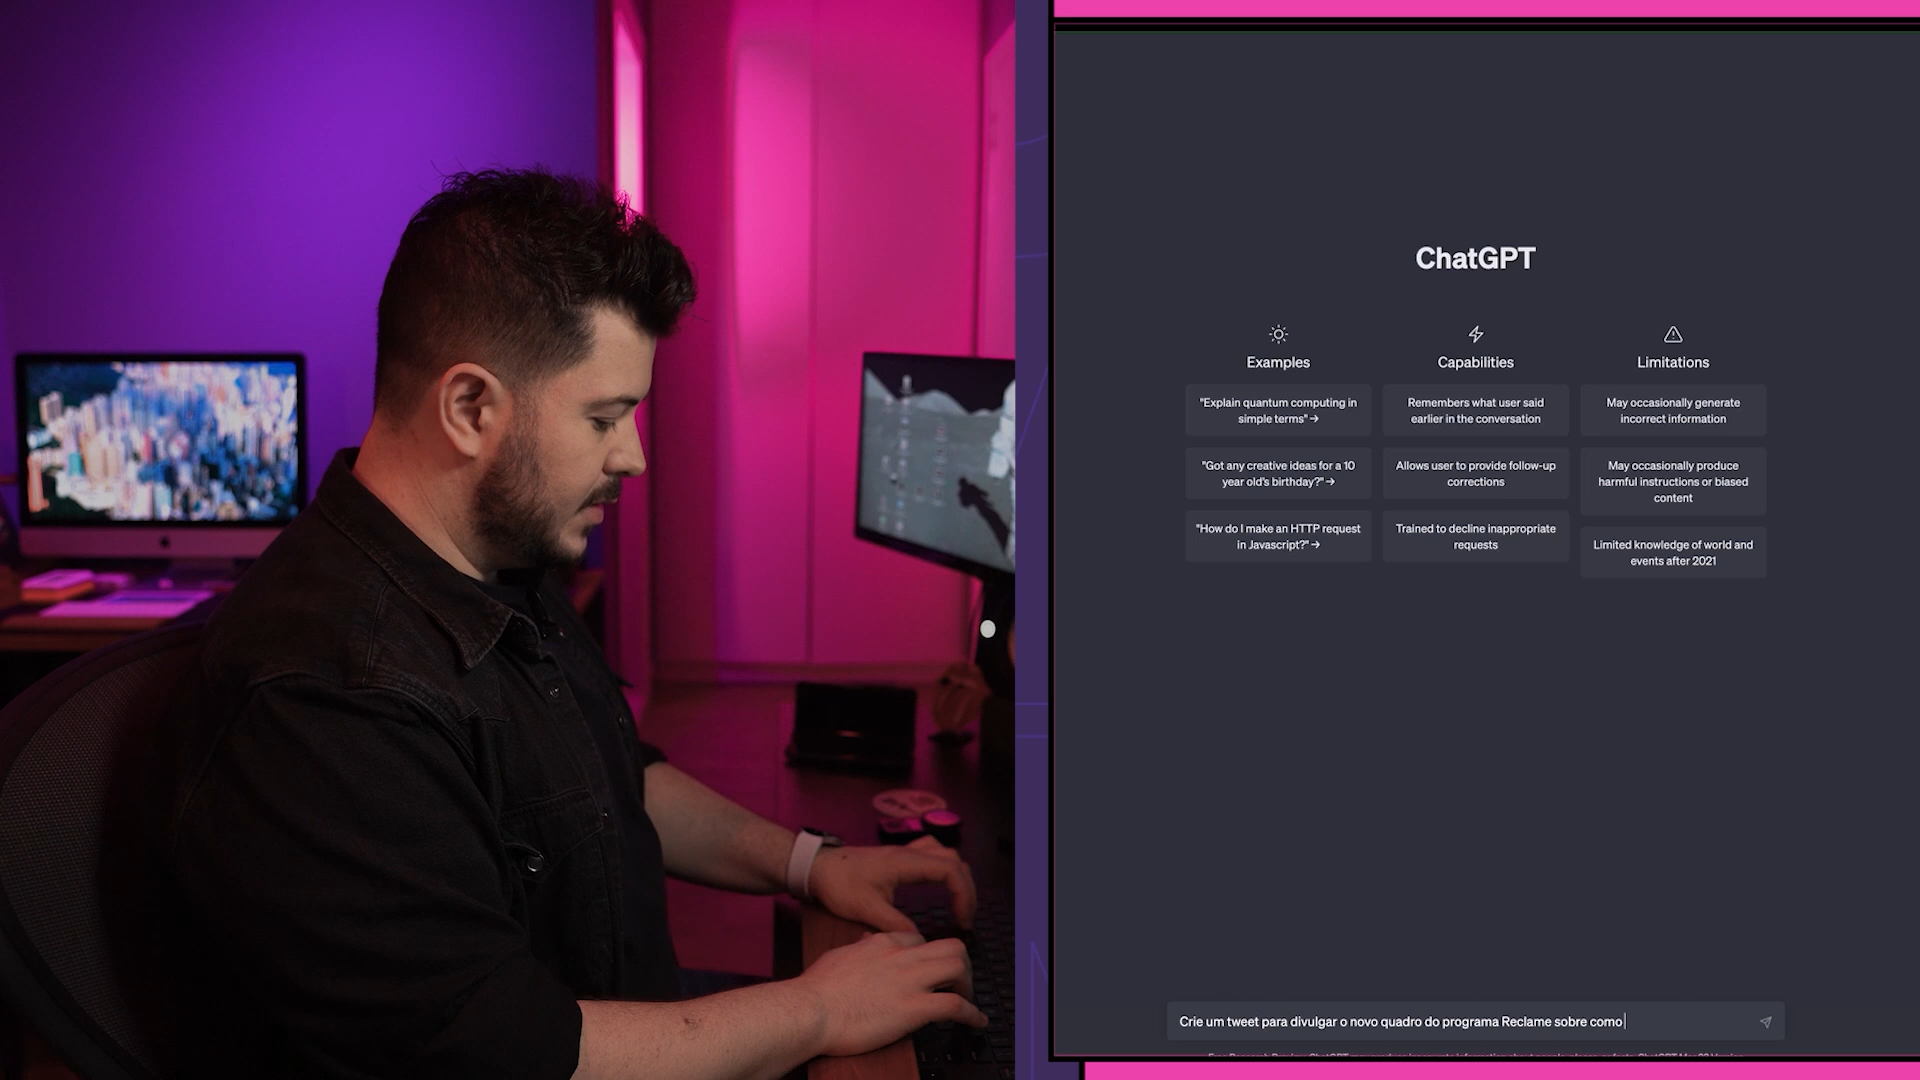 ChatGPT
Examples
Capabilities
Limitations
"Explain quantum computing in
simple terms" →
Remembers what user said
earlier in the conversation
May occasionally generate
incorrect information
"Got any creative ideas for a 10
year old's birthday?" →
Allows user to provide follow-up
corrections
May occasionally produce
harmful instructions or biased
content
"How do I make an HTTP request
in Javascript?" →
Trained to decline inappropriate
requests
Limited knowledge of world and
events after 2021
Crie um tweet para divulgar o novo quadro do programa Reclame sobre como